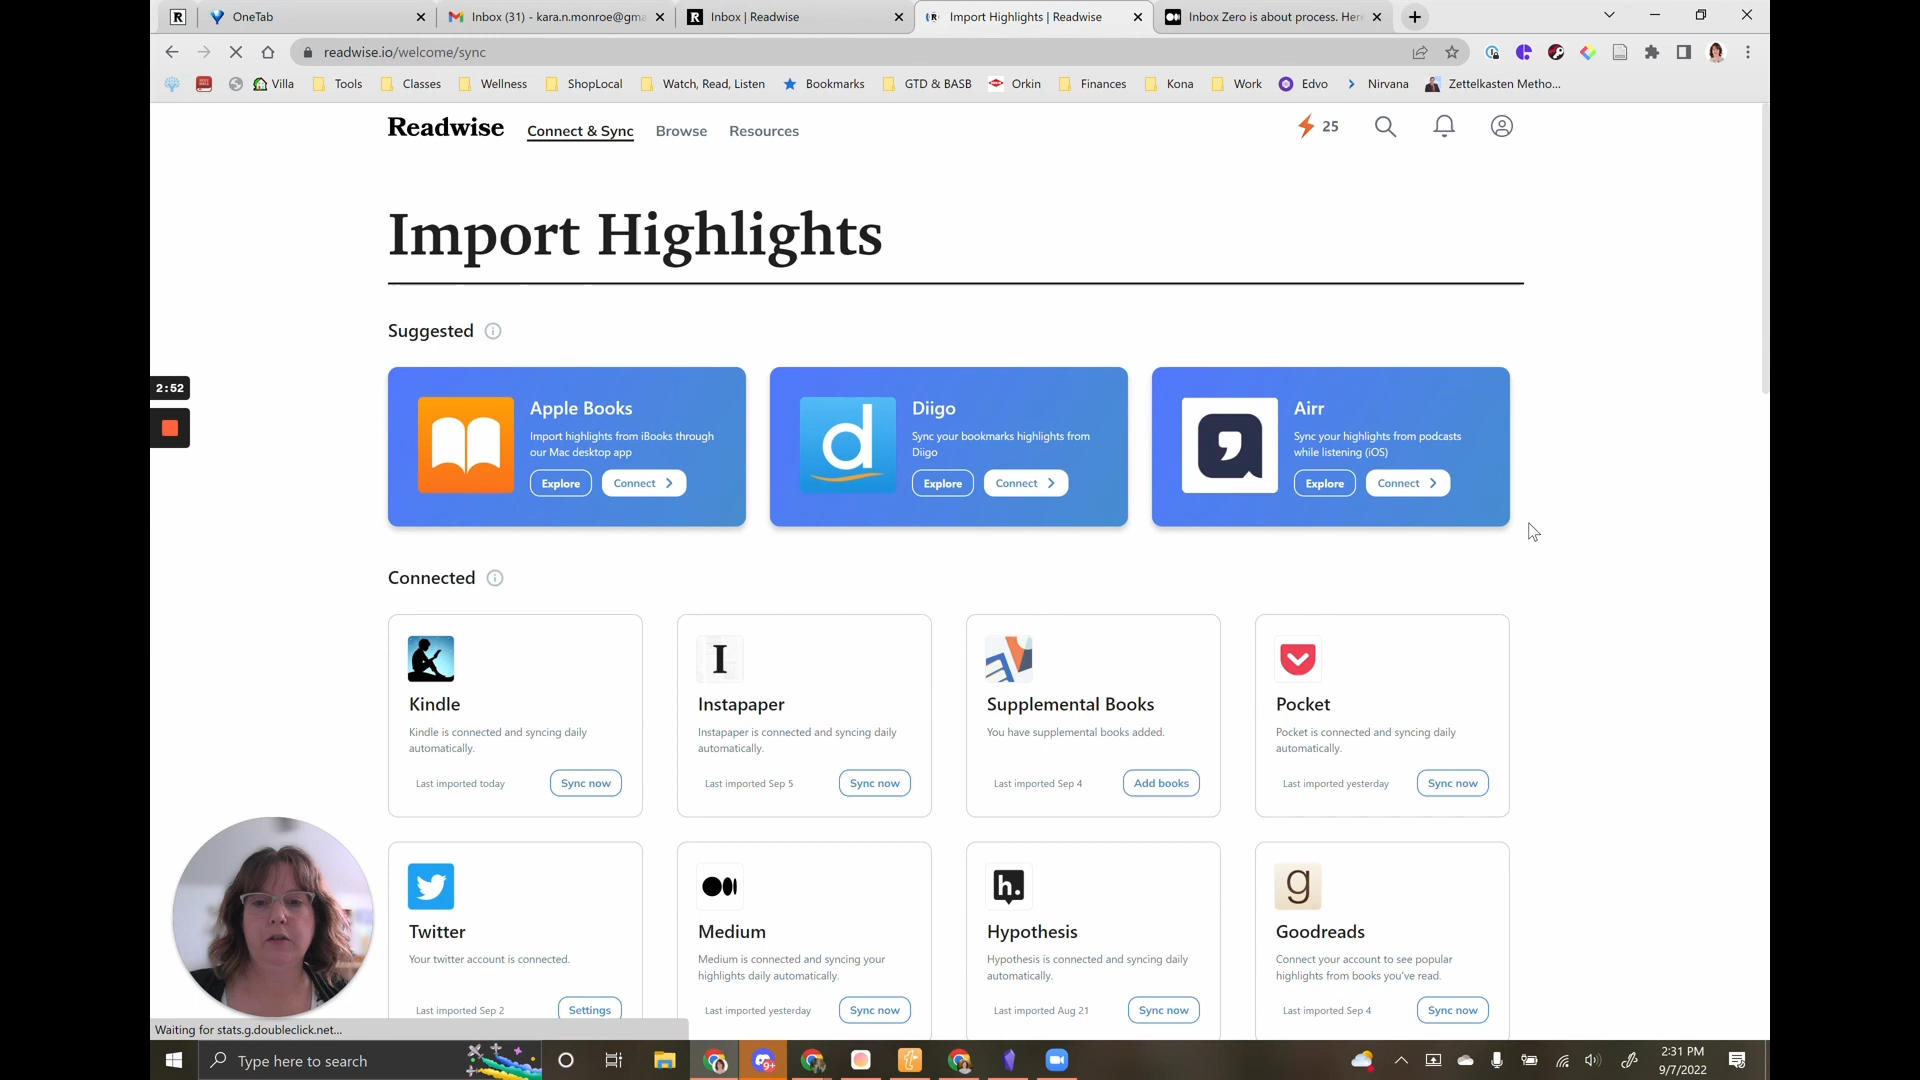 OneTab
Inbox (31) - kara.n.monroe@gma
Inbox | Readwise
Import Highlights | Readwise
Inbox Zero is about process. Her
readwise.io/welcome/sync
Villa Tools Classes Wellness ShopLocal Watch, Read, Listen Bookmarks GTD & BASB Orkin Finances Kona Work Edvo Nirvana Zettelkasten Metho...
Readwise Connect & Sync Browse Resources 25
Import Highlights
Suggested
Apple Books
Import highlights from iBooks through
our Mac desktop app
Explore Connect
Diigo
Sync your bookmarks highlights from
Diigo
Explore Connect
Airr
Sync your highlights from podcasts
while listening (iOS)
Explore Connect
2:52
Connected
Kindle
Kindle is connected and syncing daily
automatically.
Last imported today Sync now
Instapaper
Instapaper is connected and syncing daily
automatically.
Last imported Sep 5 Sync now
Supplemental Books
You have supplemental books added.
Last imported Sep 4 Add books
Pocket
Pocket is connected and syncing daily
automatically.
Last imported yesterday Sync now
Twitter
Your twitter account is connected.
Last imported Sep 2 Settings
Medium
Medium is connected and syncing your
highlights daily automatically.
Last imported yesterday Sync now
h.
Hypothesis
Hypothesis is connected and syncing daily
automatically.
Last imported Aug 21 Sync now
g
Goodreads
Connect your account to see popular
highlights from books you've read.
Last imported Sep 4 Sync now
Waiting for stats.g.doubleclick.net...
Type here to search
9+
2:31 PM
9/7/2022